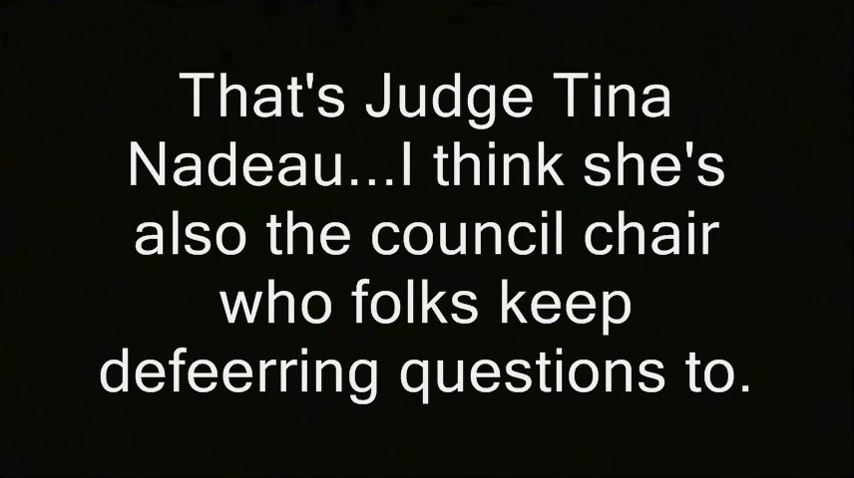 That's Judge Tina
Nadeau...I think she's
also the council chair
who folks keep
defeerring questions to.